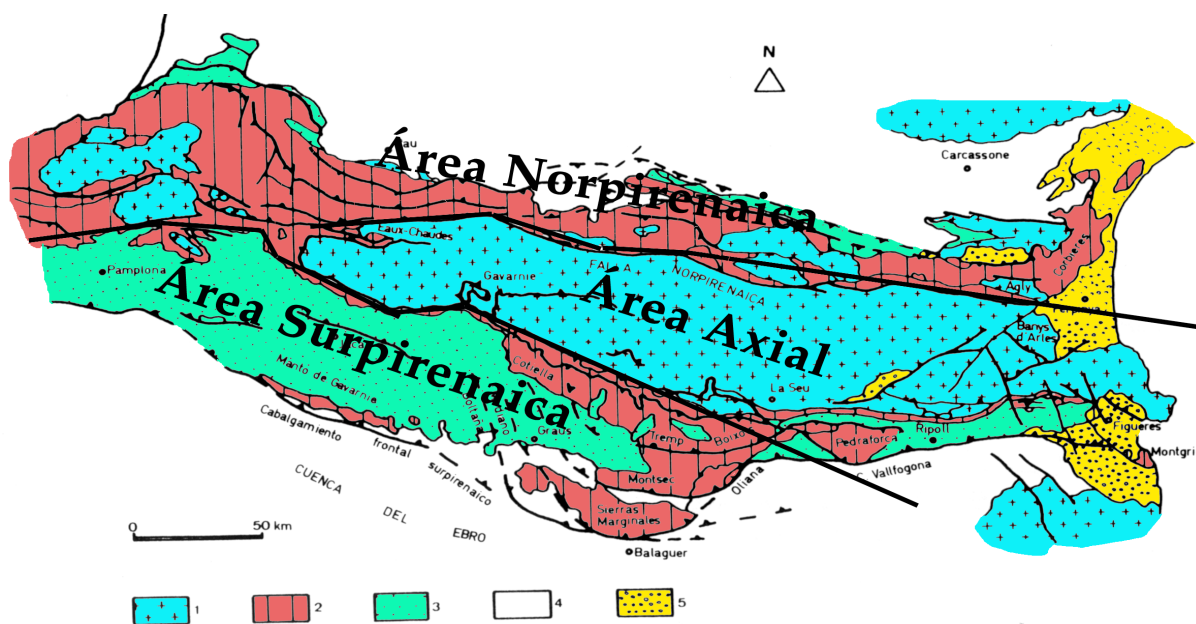 N
Carcassone
Área Norpirenaica
Corbieres
Eaux-Chaudes
FALLA NORPIRENAICA
Agly
Gavarnie
Pamplona
Área Axial
Banys
d'Arles
Área Surpirenaica
Cotiella
La Seu
Manto de Gavarnie
Cabalgamiento frontal surpirenaico
Graus
Tremp
Boixols
Pedraforca
Ripoll
Figueres
Montgri
C. Vallfogona
Oliana
Montsec
CUENCA
DEL
EBRO
Sierras
Marginales
Balaguer
0 50 km
1 2 3 4 5